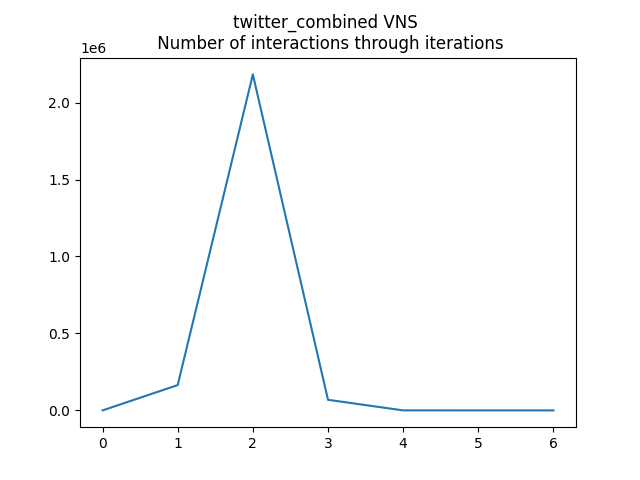 twitter_combined VNS
Number of interactions through iterations
1e6
2.0
1.5
1.0
0.5
0.0
0 1 2 3 4 5 6